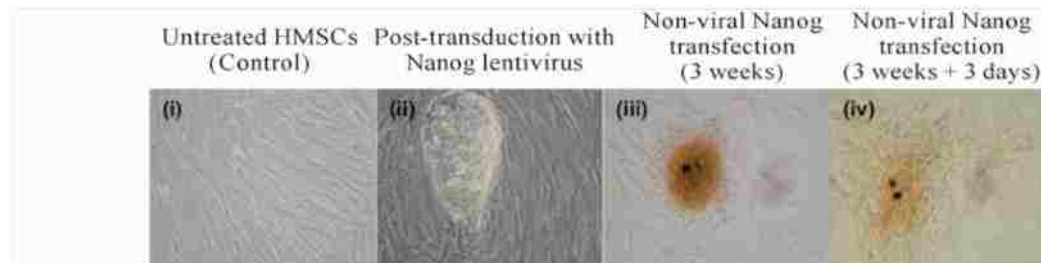 Untreated HMSCs
(Control)
Post-transduction with
Nanog lentivirus
Non-viral Nanog
transfection
(3 weeks)
Non-viral Nanog
transfection
(3 weeks + 3 days)
(i)
(ii)
(iii)
(iv)